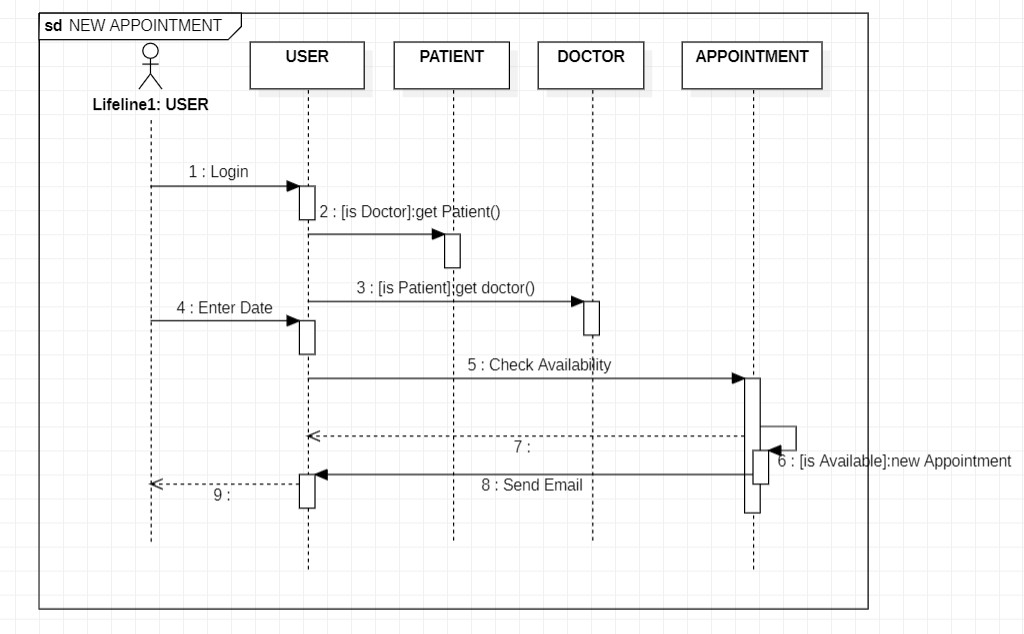 sd NEW APPOINTMENT
USER
PATIENT
DOCTOR
APPOINTMENT
Lifeline1: USER
1 : Login
2 : [is Doctor]:get Patient()
3 : [is Patient]:get doctor()
4 : Enter Date
5 : Check Availability
7 :
6 : [is Available]:new Appointment
8 : Send Email
9 :